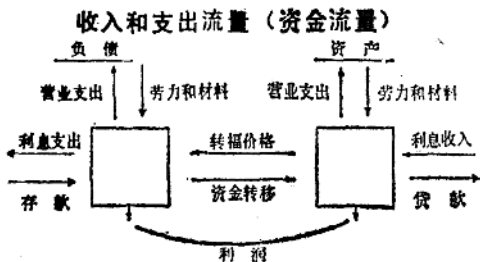 收入和支出流量（资金流量）
负债 资产
营业支出 劳力和材料 营业支出 劳力和材料
利息支出 转福价格 利息收入
存款 资金转移 贷款
利润